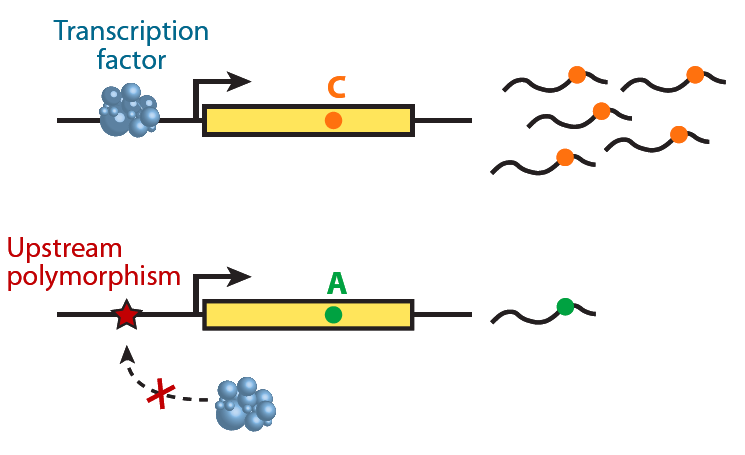 Transcription
factor
C
Upstream
polymorphism
A